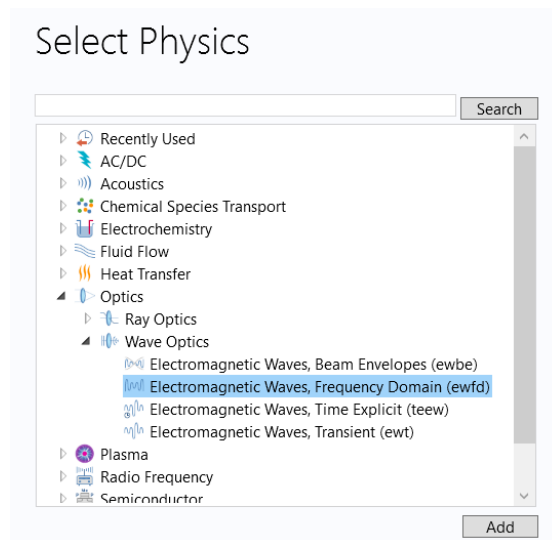 Select Physics
Search
Recently Used
AC/DC
Acoustics
Chemical Species Transport
Electrochemistry
Fluid Flow
Heat Transfer
Optics
Ray Optics
Wave Optics
Electromagnetic Waves, Beam Envelopes (ewbe)
Electromagnetic Waves, Frequency Domain (ewfd)
Electromagnetic Waves, Time Explicit (teew)
Electromagnetic Waves, Transient (ewt)
Plasma
Radio Frequency
Semiconductor
Add